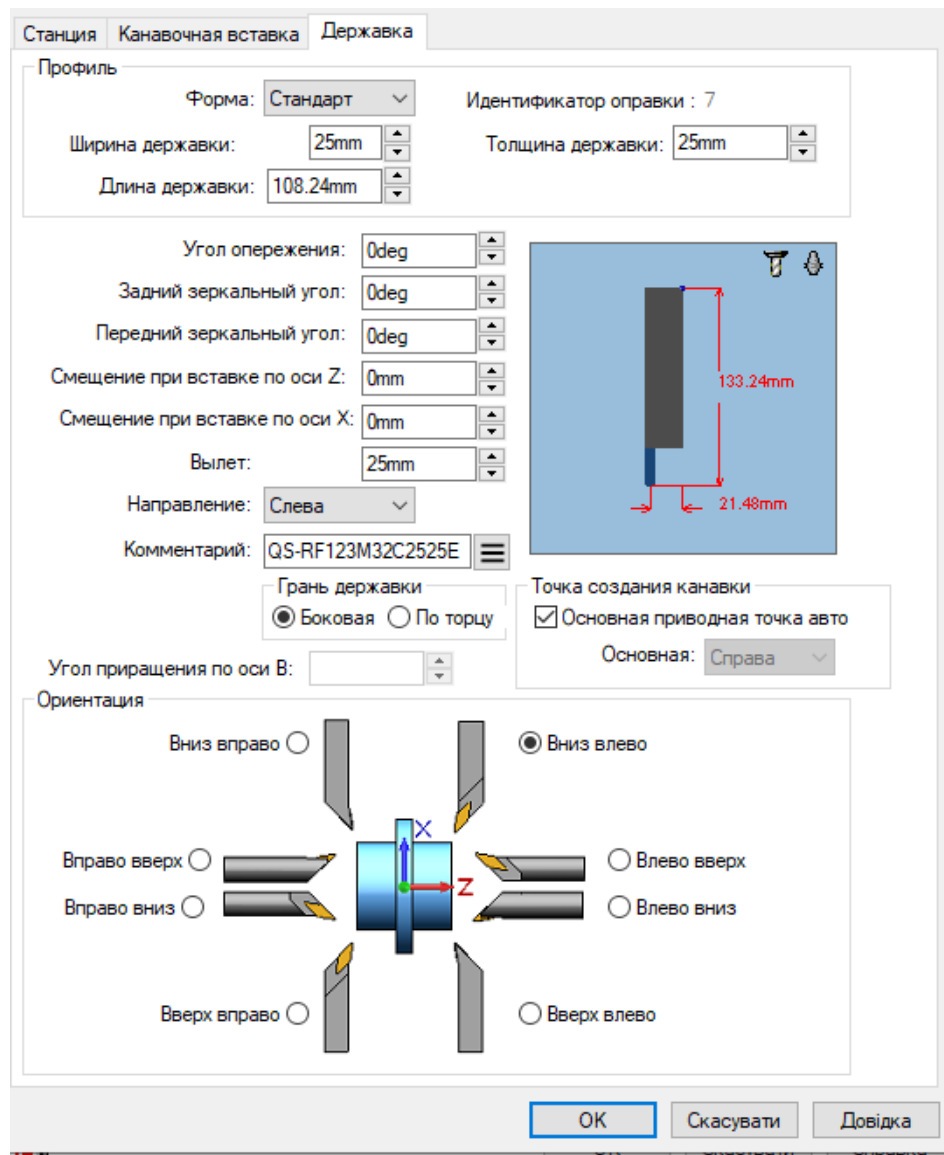 Станция Канавочная вставка Державка
Профиль
Форма: Стандарт Идентификатор оправки : 7
Ширина державки: 25mm Толщина державки: 25mm
Длина державки: 108.24mm
Угол опережения: 0deg
Задний зеркальный угол: 0deg
Передний зеркальный угол: 0deg
Смещение при вставке по оси Z: 0mm
Смещение при вставке по оси X: 0mm
Вылет: 25mm
Направление: Слева
Комментарий: QS-RF123M32C2525E
133.24mm
21.48mm
Грань державки
Боковая По торцу
Точка создания канавки
Основная приводная точка авто
Основная: Справа
Угол приращения по оси B:
Ориентация
Вниз вправо Вниз влево
X
Вправо вверх Влево вверх
Z
Вправо вниз Влево вниз
Вверх вправо Вверх влево
OK Скасувати Довідка